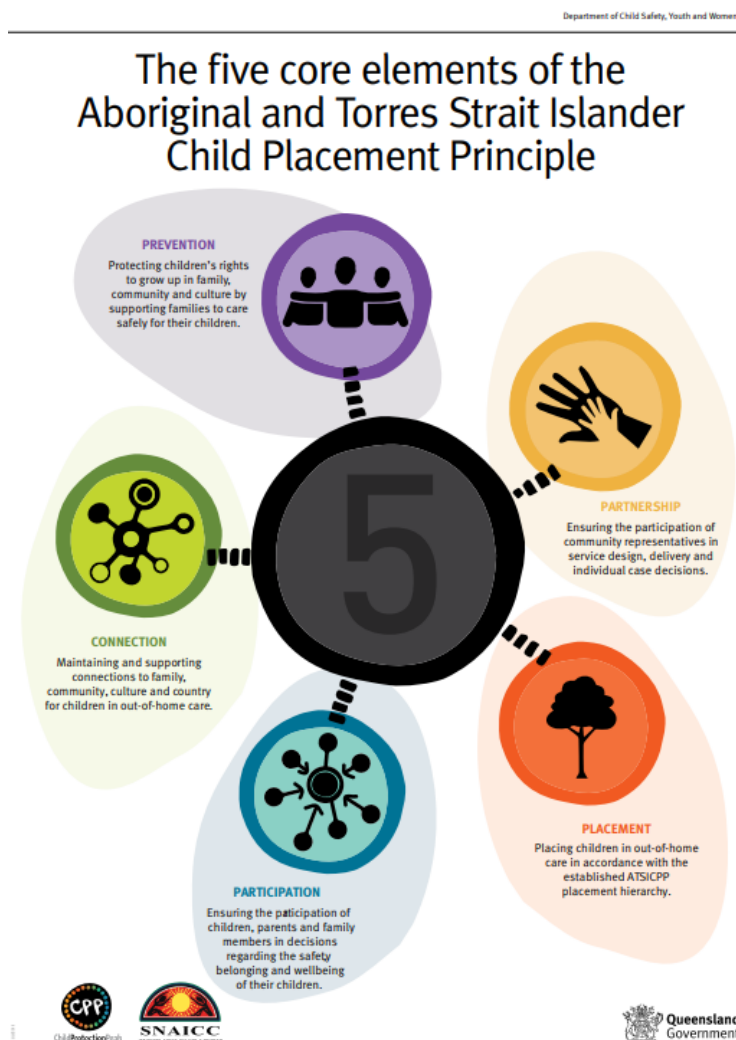 Department of Child Safety, Youth and Women
The five core elements of the
Aboriginal and Torres Strait Islander
Child Placement Principle
PREVENTION
Protecting children's rights
to grow up in family,
community and culture by
supporting families to care
safely for their children.
PARTNERSHIP
Ensuring the participation of
community representatives in
service design, delivery and
individual case decisions.
5
CONNECTION
Maintaining and supporting
connections to family,
community, culture and country
for children in out-of-home care.
PLACEMENT
Placing children in out-of-home
care in accordance with the
established ATSICPP
placement hierarchy.
PARTICIPATION
Ensuring the paticipation of
children, parents and family
members in decisions
regarding the safety,
belonging and wellbeing
of their children.
CPP
ChildProtectionPeak
SNAICC
Queensland
Government